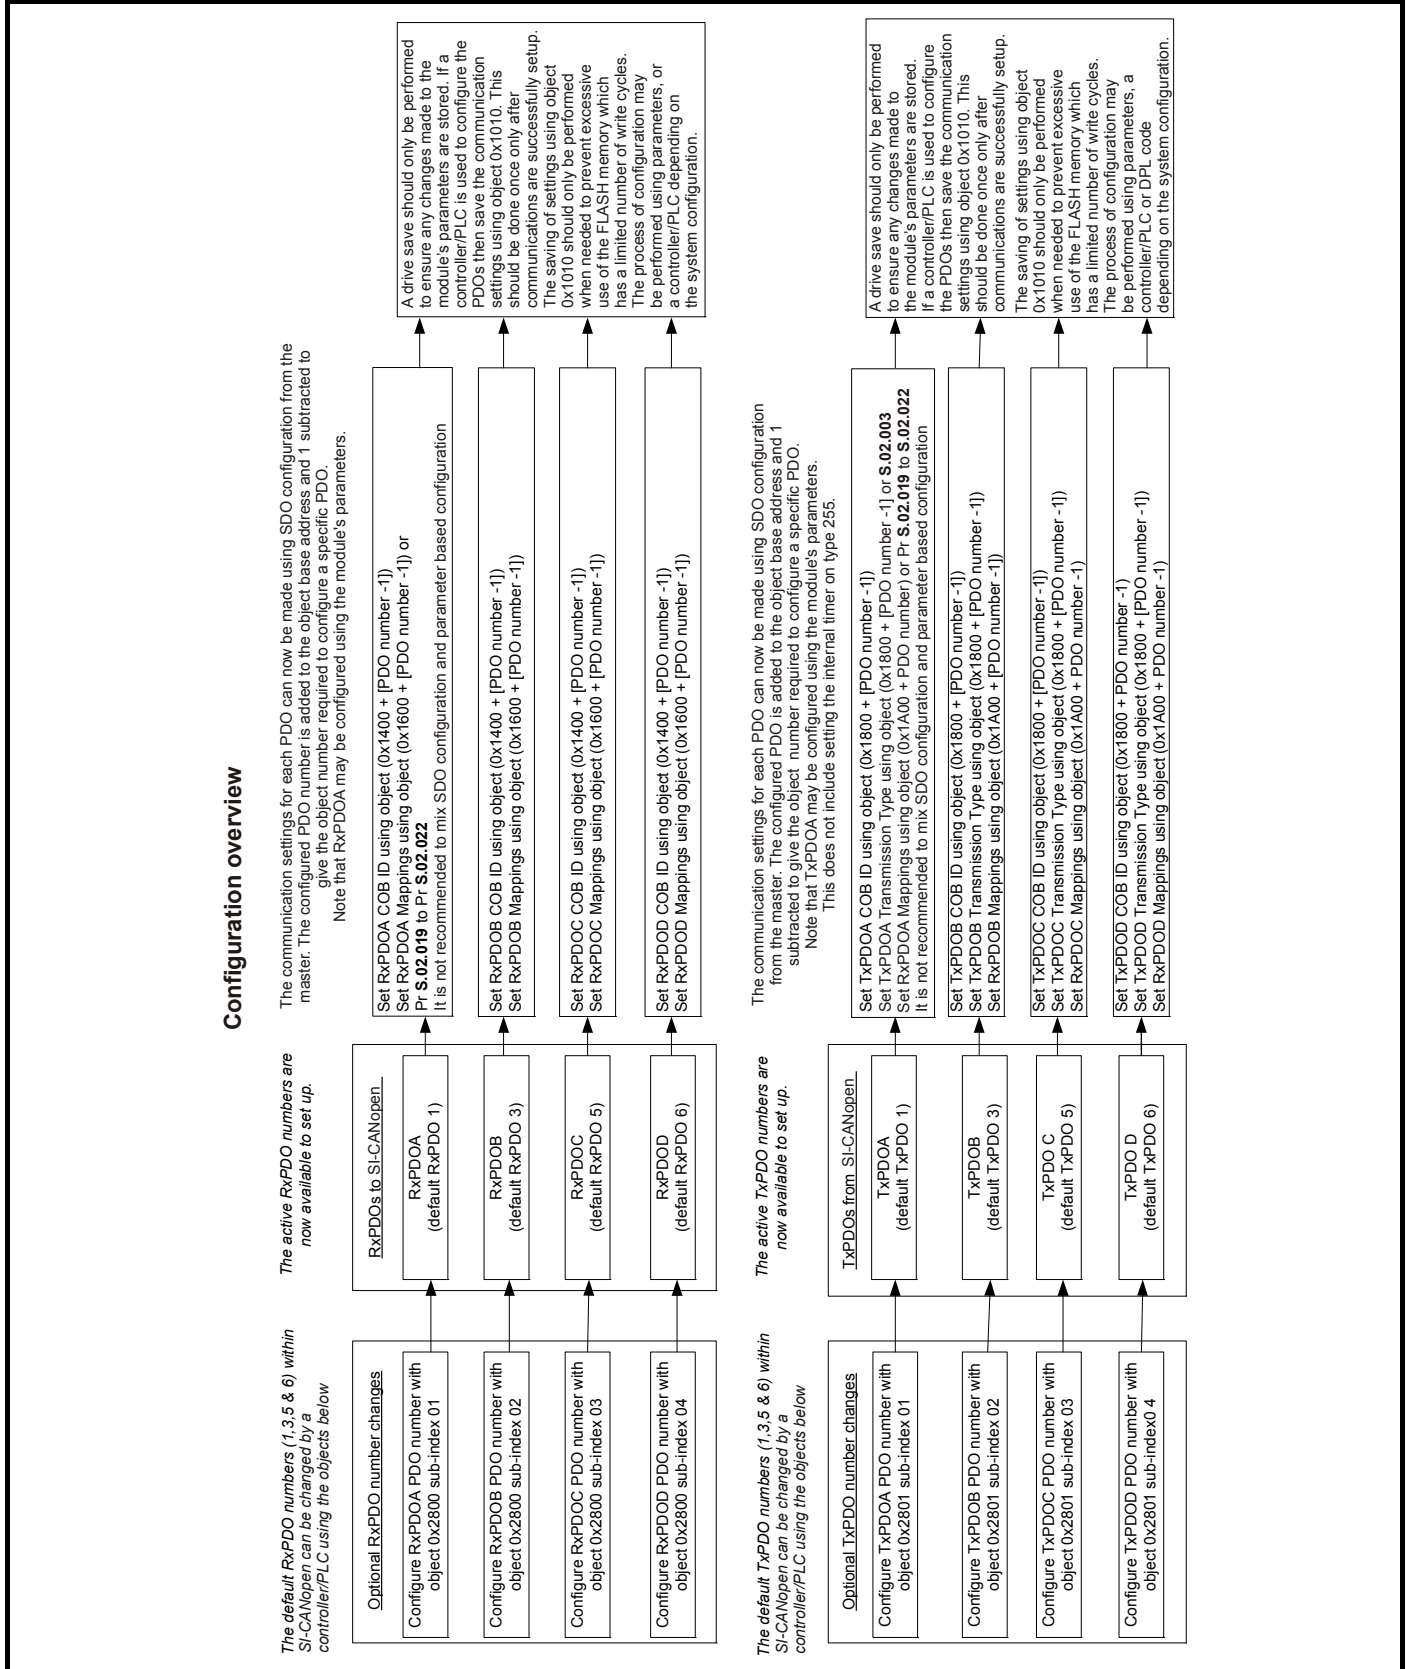 Configuration overview
The default RxPDO numbers (1,3,5 & 6) within
SI-CANopen can be changed by a
controller/PLC using the objects below
Optional RxPDO number changes
Configure RxPDOA PDO number with
object 0x2800 sub-index 01
Configure RxPDOB PDO number with
object 0x2800 sub-index 02
Configure RxPDOC PDO number with
object 0x2800 sub-index 03
Configure RxPDOD PDO number with
object 0x2800 sub-index 04
The active RxPDO numbers are
now available to set up.
RxPDOs to SI-CANopen
RxPDOA
(default RxPDO 1)
RxPDOB
(default RxPDO 3)
RxPDOC
(default RxPDO 5)
RxPDOD
(default RxPDO 6)
The communication settings for each PDO can now be made using SDO configuration from the
master. The configured PDO number is added to the object base address and 1 subtracted to
give the object number required to configure a specific PDO.
Note that RxPDOA may be configured using the module's parameters.
Set RxPDOA COB ID using object (0x1400 + [PDO number -1])
Set RxPDOA Mappings using object (0x1600 + [PDO number -1]) or
Pr S.02.019 to Pr S.02.022
It is not recommended to mix SDO configuration and parameter based configuration
Set RxPDOB COB ID using object (0x1400 + [PDO number -1])
Set RxPDOB Mappings using object (0x1600 + [PDO number -1])
Set RxPDOC COB ID using object (0x1400 + [PDO number -1])
Set RxPDOC Mappings using object (0x1600 + [PDO number -1])
Set RxPDOD COB ID using object (0x1400 + [PDO number -1])
Set RxPDOD Mappings using object (0x1600 + [PDO number -1])
A drive save should only be performed
to ensure any changes made to the
module's parameters are stored. If a
controller/PLC is used to configure the
PDOs then save the communication
settings using object 0x1010. This
should be done once only after
communications are successfully setup.
The saving of settings using object
0x1010 should only be performed
when needed to prevent excessive
use of the FLASH memory which
has a limited number of write cycles.
The process of configuration may
be performed using parameters, or
a controller/PLC depending on
the system configuration.
The default TxPDO numbers (1,3,5 & 6) within
SI-CANopen can be changed by a
controller/PLC using the objects below
Optional TxPDO number changes
Configure TxPDOA PDO number with
object 0x2801 sub-index 01
Configure TxPDOB PDO number with
object 0x2801 sub-index 02
Configure TxPDOC PDO number with
object 0x2801 sub-index 03
Configure TxPDOD PDO number with
object 0x2801 sub-index0 4
The active TxPDO numbers are
now available to set up.
TxPDOs from SI-CANopen
TxPDOA
(default TxPDO 1)
TxPDOB
(default TxPDO 3)
TxPDO C
(default TxPDO 5)
TxPDO D
(default TxPDO 6)
The communication settings for each PDO can now be made using SDO configuration
from the master. The configured PDO is added to the object base address and 1
subtracted to give the object number required to configure a specific PDO.
Note that TxPDOA may be configured using the module's parameters.
This does not include setting the internal timer on type 255.
Set TxPDOA COB ID using object (0x1800 + [PDO number -1])
Set TxPDOA Transmission Type using object (0x1800 + [PDO number -1] or S.02.003
Set RxPDOA Mappings using object (0x1A00 + PDO number) or Pr S.02.019 to S.02.022
It is not recommended to mix SDO configuration and parameter based configuration
Set TxPDOB COB ID using object (0x1800 + [PDO number -1])
Set TxPDOB Transmission Type using object (0x1800 + [PDO number -1])
Set RxPDOB Mappings using object (0x1A00 + [PDO number -1])
Set TxPDOC COB ID using object (0x1800 + [PDO number -1])
Set TxPDOC Transmission Type using object (0x1800 + [PDO number -1])
Set RxPDOC Mappings using object (0x1A00 + PDO number -1)
Set TxPDOD COB ID using object (0x1800 + PDO number -1)
Set TxPDOD Transmission Type using object (0x1800 + [PDO number -1])
Set RxPDOD Mappings using object (0x1A00 + PDO number -1)
A drive save should only be performed
to ensure any changes made to
the module's parameters are stored.
If a controller/PLC is used to configure
the PDOs then save the communication
settings using object 0x1010. This
should be done once only after
communications are successfully setup.
The saving of settings using object
0x1010 should only be performed
when needed to prevent excessive
use of the FLASH memory which
has a limited number of write cycles.
The process of configuration may
be performed using parameters, a
controller/PLC or DPL code
depending on the system configuration.